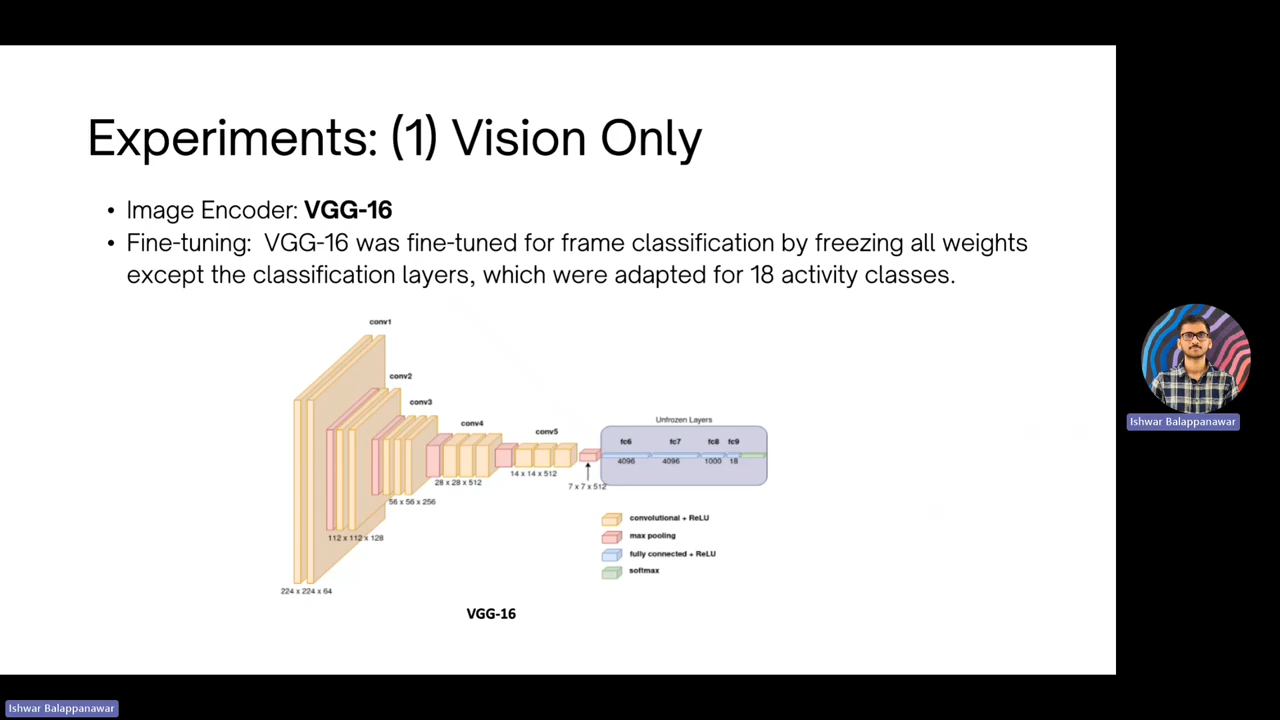 Experiments: (1) Vision Only
• Image Encoder: VGG-16
• Fine-tuning: VGG-16 was fine-tuned for frame classification by freezing all weights
except the classification layers, which were adapted for 18 activity classes.
conv1
conv2
conv3
conv4
conv5
Unfrozen Layers
fc6 fc7 fc8 fc9
4096 4096 1000 18
14 x 14 x 512
28 x 28 x 512
7 x 7 x 512
56 x 56 x 256
112 x 112 x 128
224 x 224 x 64
convolutional + ReLU
max pooling
fully connected + ReLU
softmax
VGG-16
Ishwar Balappanawar
Ishwar Balappanawar